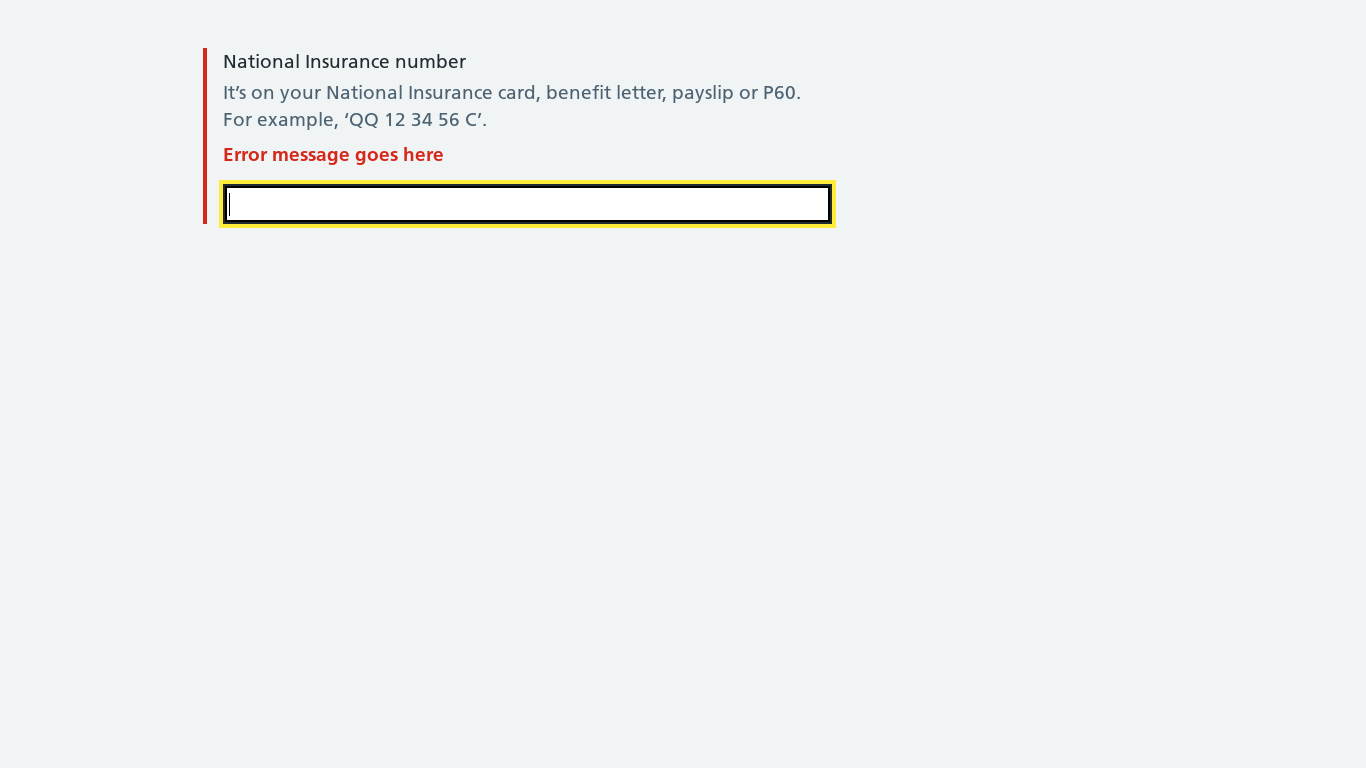 National Insurance number
It’s on your National Insurance card, benefit letter, payslip or P60.
For example, ‘QQ 12 34 56 C’.
Error message goes here